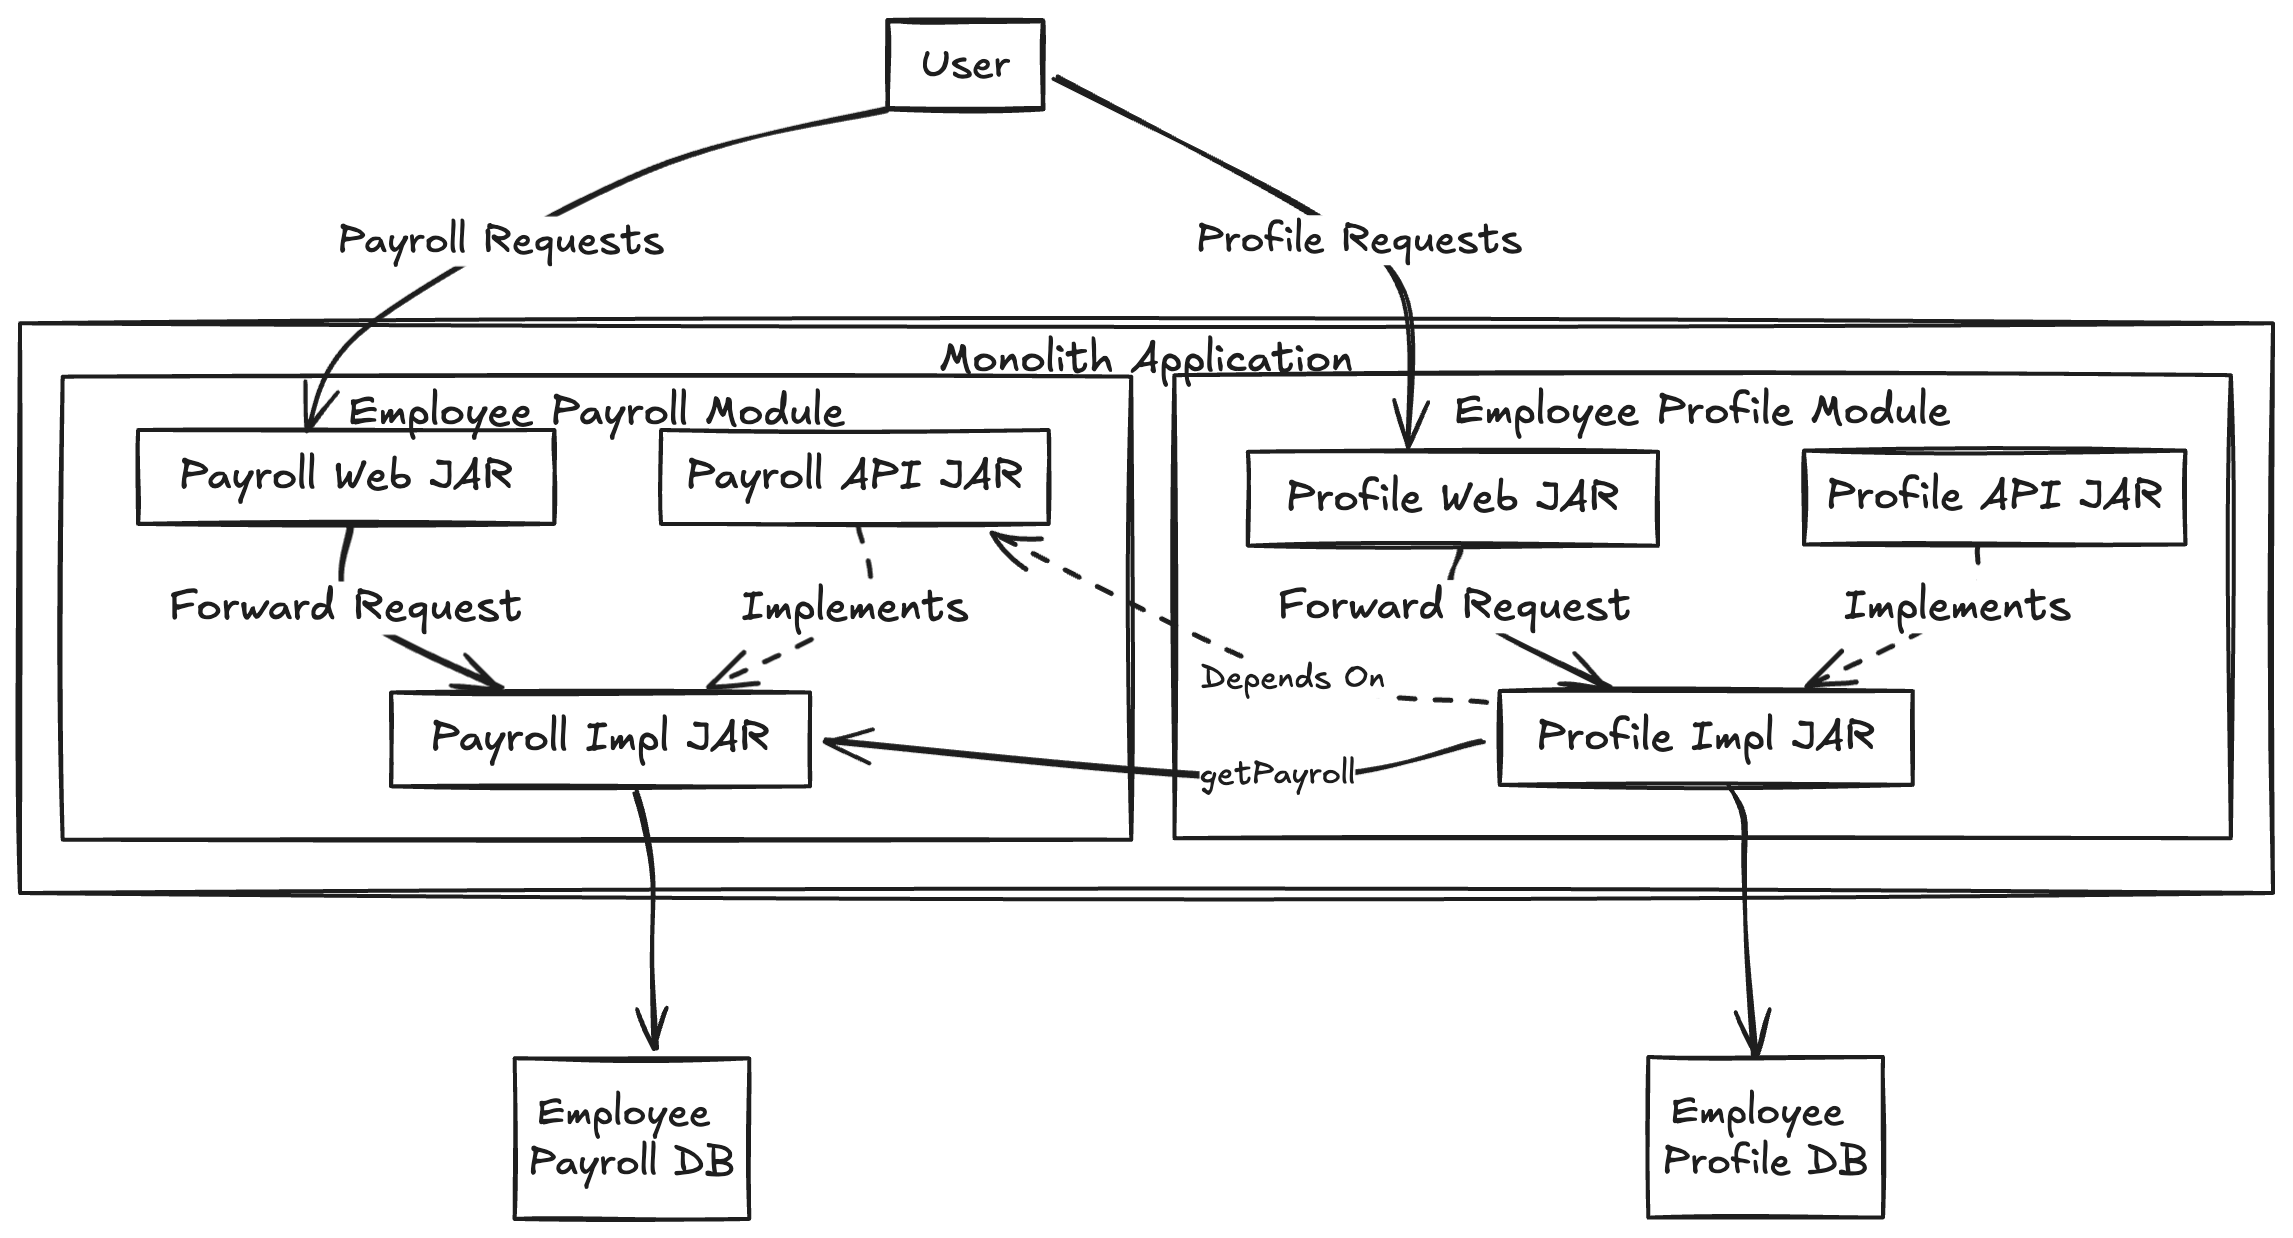 User
Payroll Requests
Profile Requests
Monolith Application
Employee Payroll Module
Employee Profile Module
Payroll Web JAR
Payroll API JAR
Profile Web JAR
Profile API JAR
Forward Request
Implements
Forward Request
Implements
Depends On
Payroll Impl JAR
Profile Impl JAR
getPayroll
Employee
Payroll DB
Employee
Profile DB